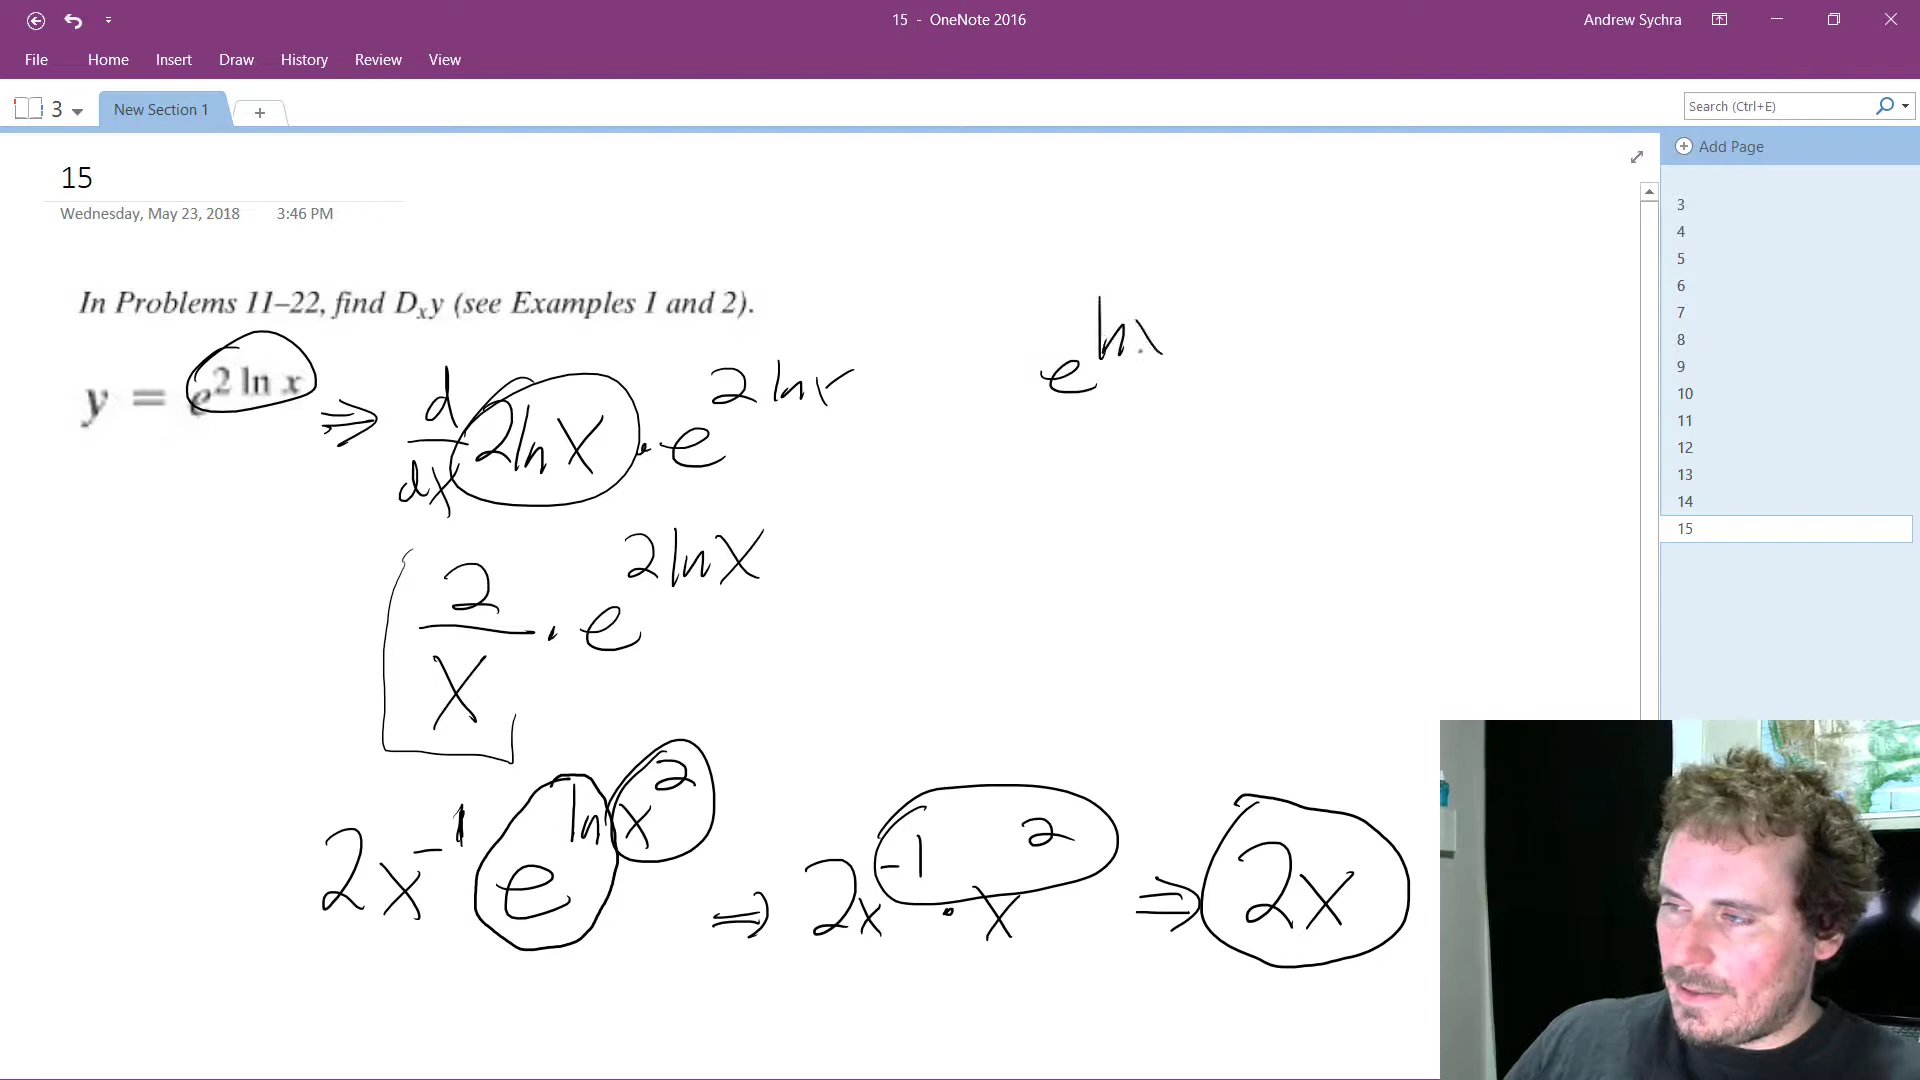 15 - OneNote 2016
Andrew Sychra
File Home Insert Draw History Review View
3
New Section 1
+
Search (Ctrl+E)
Add Page
15
Wednesday, May 23, 2018 3:46 PM
In Problems 11–22, find Dₓy (see Examples 1 and 2).
y = e^{2 ln x} ⇒ d/dx 2lnx · e^{2lnx}
e^{lnx}
2/x · e^{2lnx}
2x^{-1} e^{lnx^2} ⇒ 2x^{-1} · x^2 ⇒ 2x
3
4
5
6
7
8
9
10
11
12
13
14
15